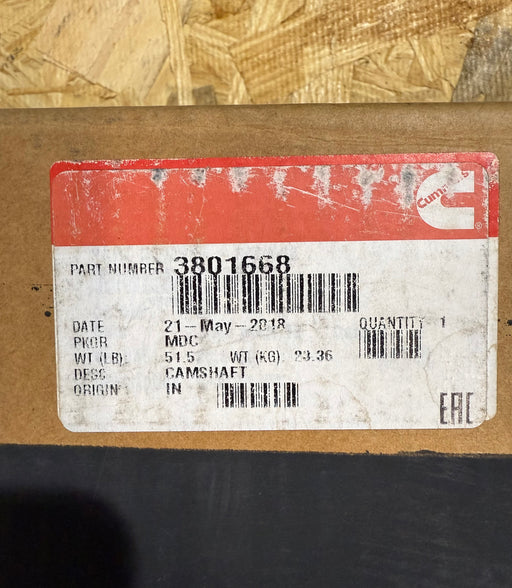 Cummins
PART NUMBER 3801668
DATE 21-May-2018 QUANTITY 1
PKGR MDC
WT (LB): 51.5 WT (KG): 23.36
DESC CAMSHAFT
ORIGIN: IN
EAC